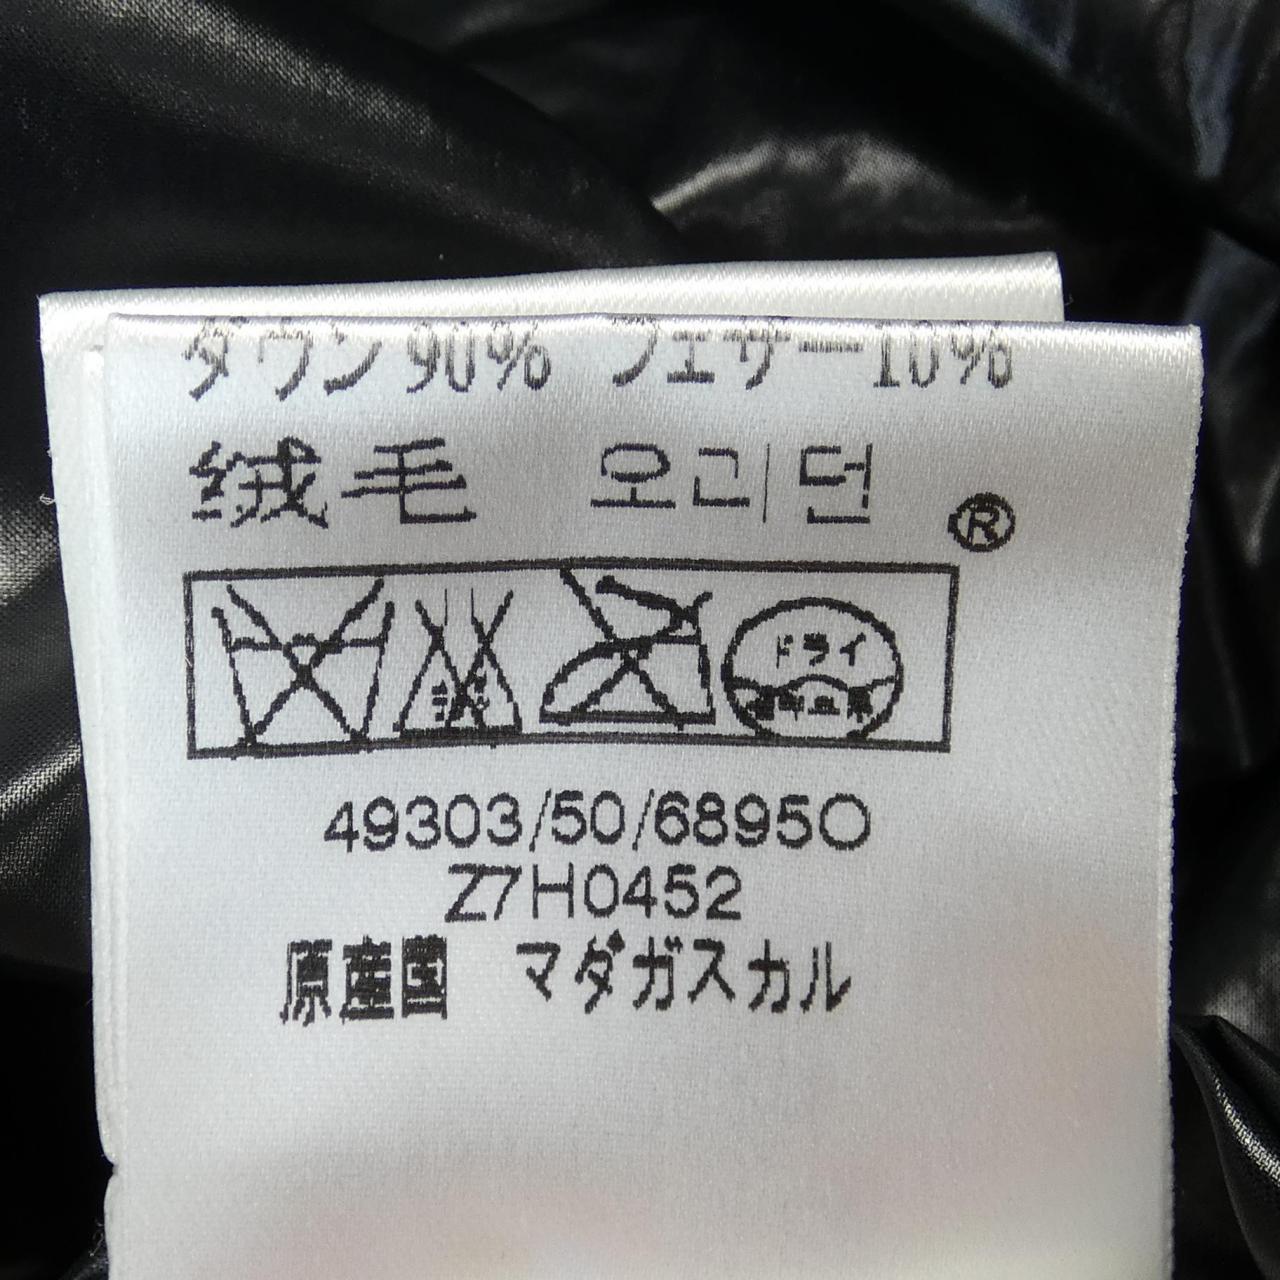 ダウン90% フェザー10%
绒毛 오리던
®
ドライ
49303/50/68950
Z7H0452
原産国 マダガスカル